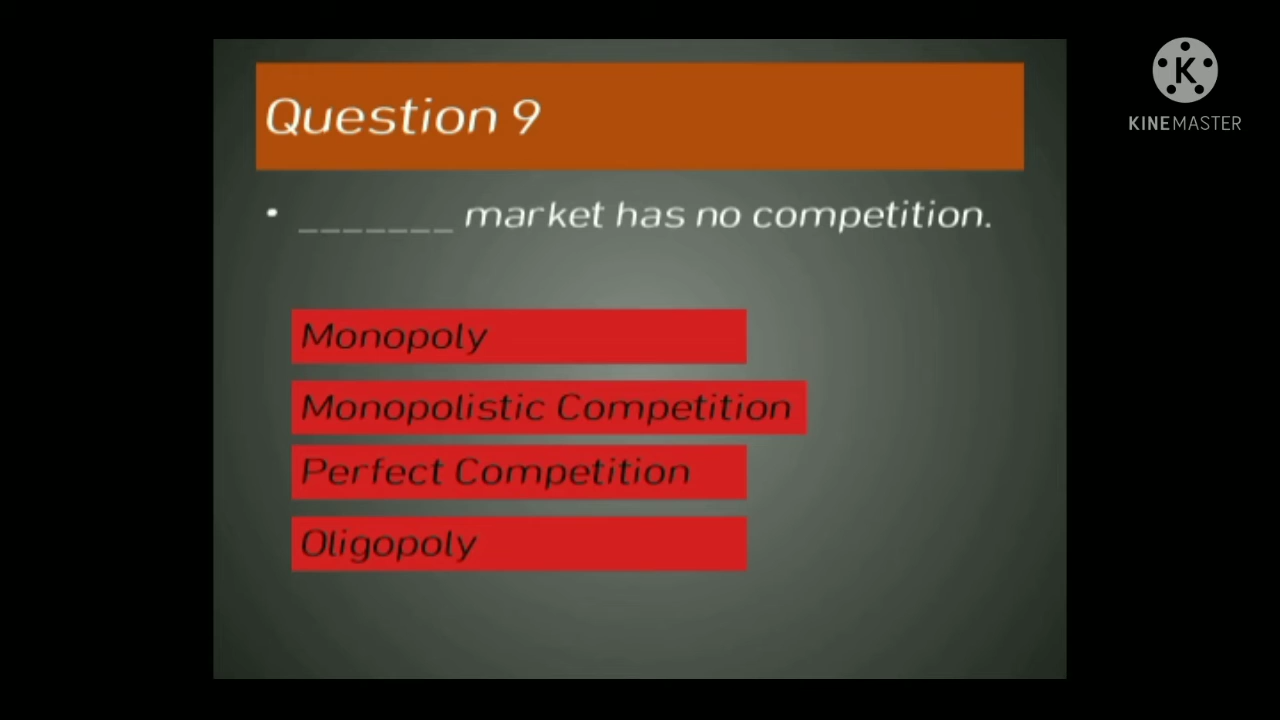 Question 9
• _______ market has no competition.
Monopoly
Monopolistic Competition
Perfect Competition
Oligopoly
K
KINEMASTER